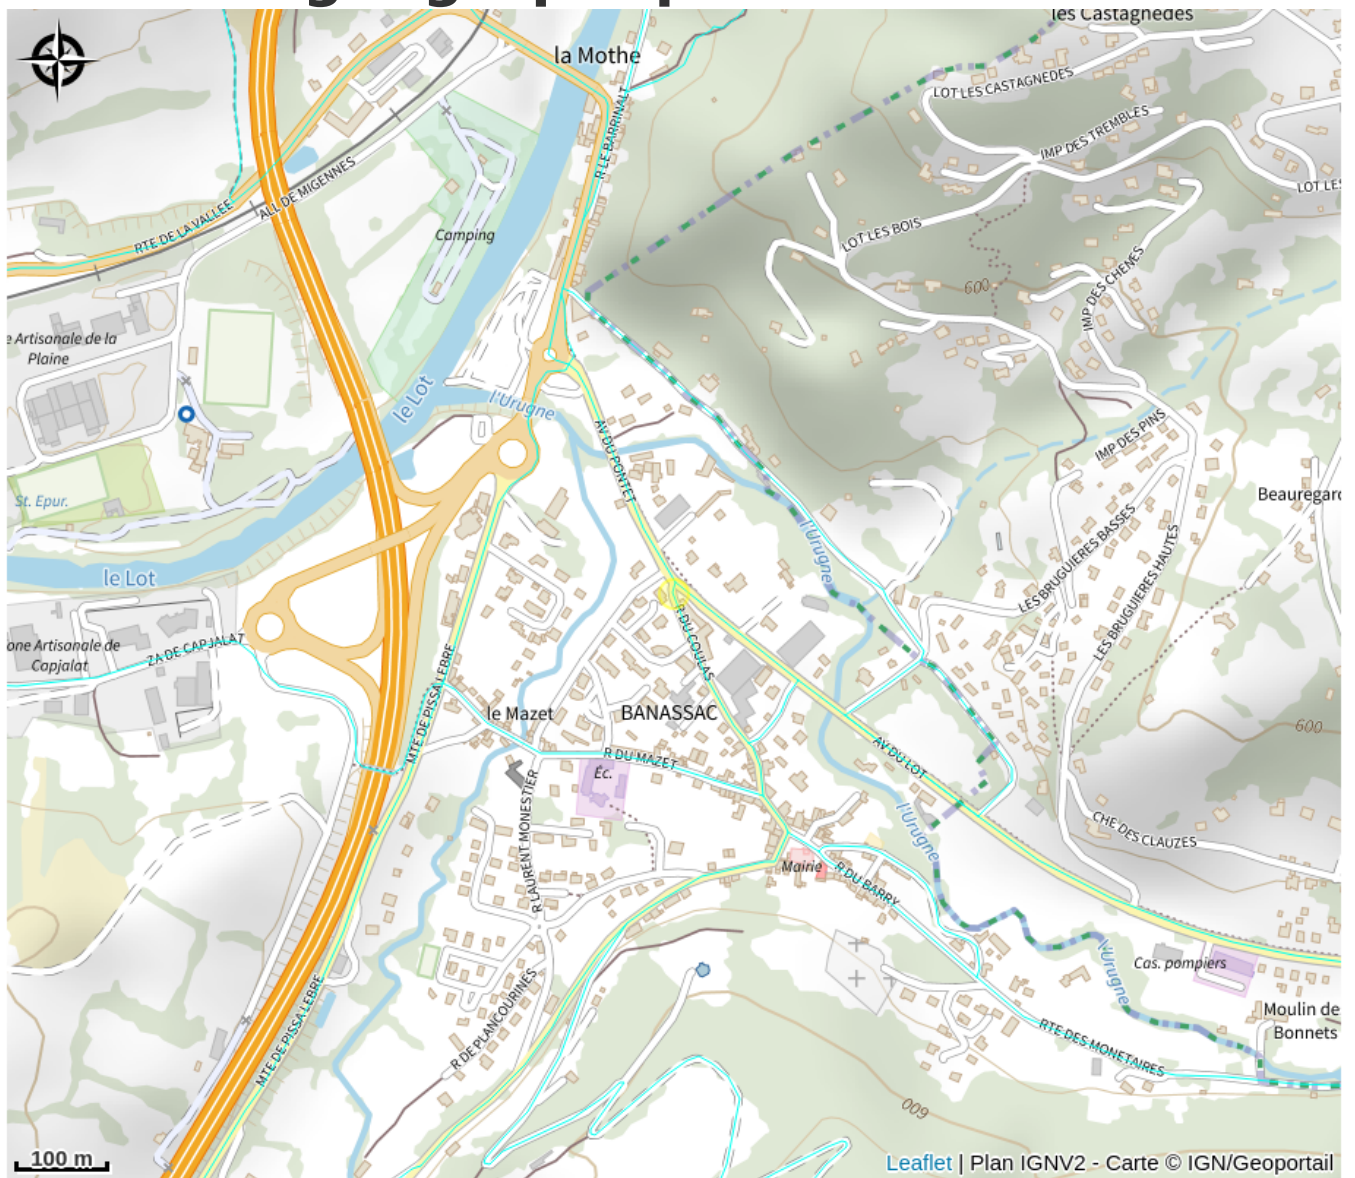 les Castagnèdes
la Mothe
LOT LES CASTAGNEDES
R LE BARRINALT
IMP DES TREMBLES
ALL DE MIGENNES
LOT LES
RTE DE LA VALLEE
Camping
LOT LES BOIS
IMP DES CHENES
600
e Artisonale de la
Plaine
le Lot
l'Urugne
AV DU PONTET
IMP DES PINS
St. Epur.
Beauregard
l'Urugne
LES BRUGUIERES BASSES
LES BRUGUIERES HAUTES
le Lot
one Artisonale de
Capjalat
ZA DE CAPJALAT
R DU COULAS
MTE DE PISSA LEBRE
le Mazet
BANASSAC
600
AV DU LOT
R DU MAZET
Éc.
R LAURENT MONESTIER
l'Urugne
CHE DES CLAUZES
Mairie
R DU BARRY
Cas. pompiers
l'Urugne
MTE DE PISSA LEBRE
R DE PLANCOURINES
Moulin de
Bonnets
RTE DES MONETAIRES
600
100 m
Leaflet | Plan IGNV2 - Carte © IGN/Geoportail